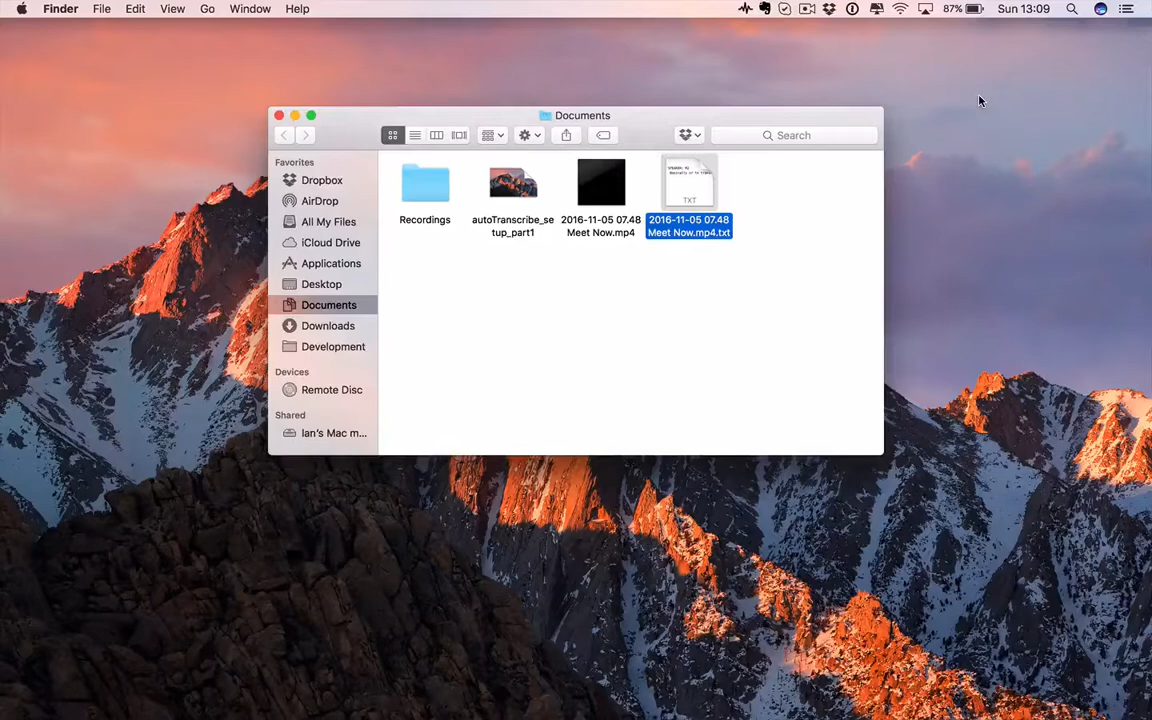 Finder File Edit View Go Window Help 87% Sun 13:09
Documents
Search
Favorites
Dropbox
AirDrop
All My Files
iCloud Drive
Applications
Desktop
Documents
Downloads
Development
Devices
Remote Disc
Shared
Ian's Mac m...
Recordings
autoTranscribe_se
tup_part1
2016-11-05 07.48
Meet Now.mp4
SPEAKER: #2
TXT
2016-11-05 07.48
Meet Now.mp4.txt